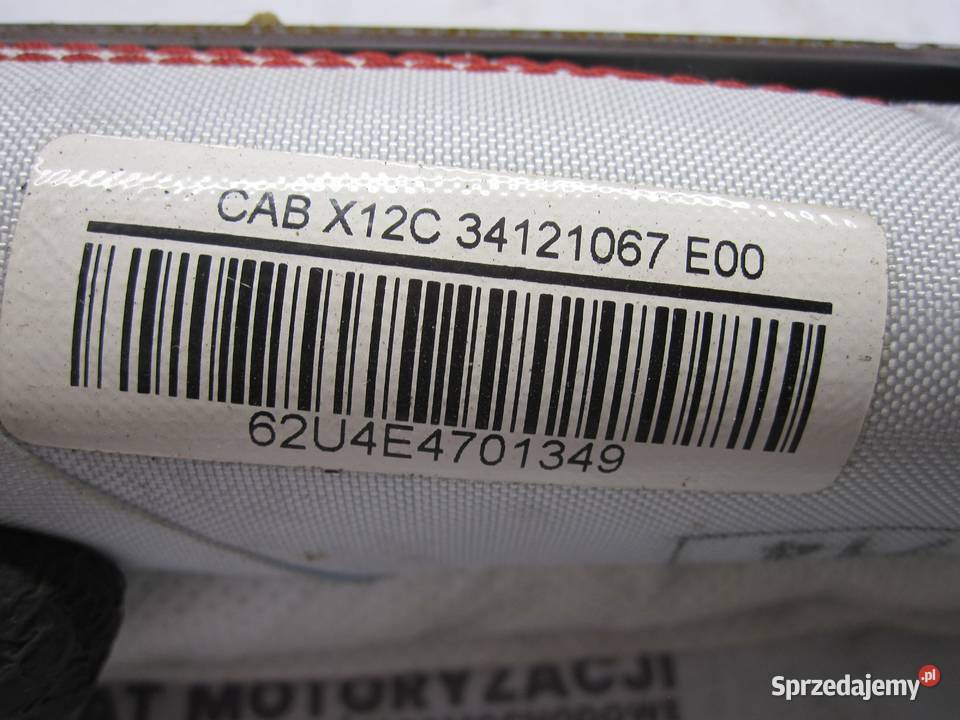 CAB X12C 34121067 E00
62U4E4701349
AT MOTORYZACJI
Sprzedajemy.pl